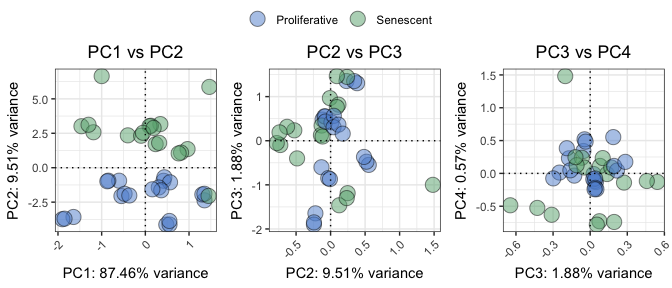 Proliferative Senescent
PC1 vs PC2
PC2: 9.51% variance
5.0
2.5
0.0
-2.5
-2 -1 0 1
PC1: 87.46% variance
PC2 vs PC3
PC3: 1.88% variance
1
0
-1
-2
-0.5 0.0 0.5 1.0 1.5
PC2: 9.51% variance
PC3 vs PC4
PC4: 0.57% variance
1.5
1.0
0.5
0.0
-0.5
-0.6 -0.3 0.0 0.3 0.6
PC3: 1.88% variance